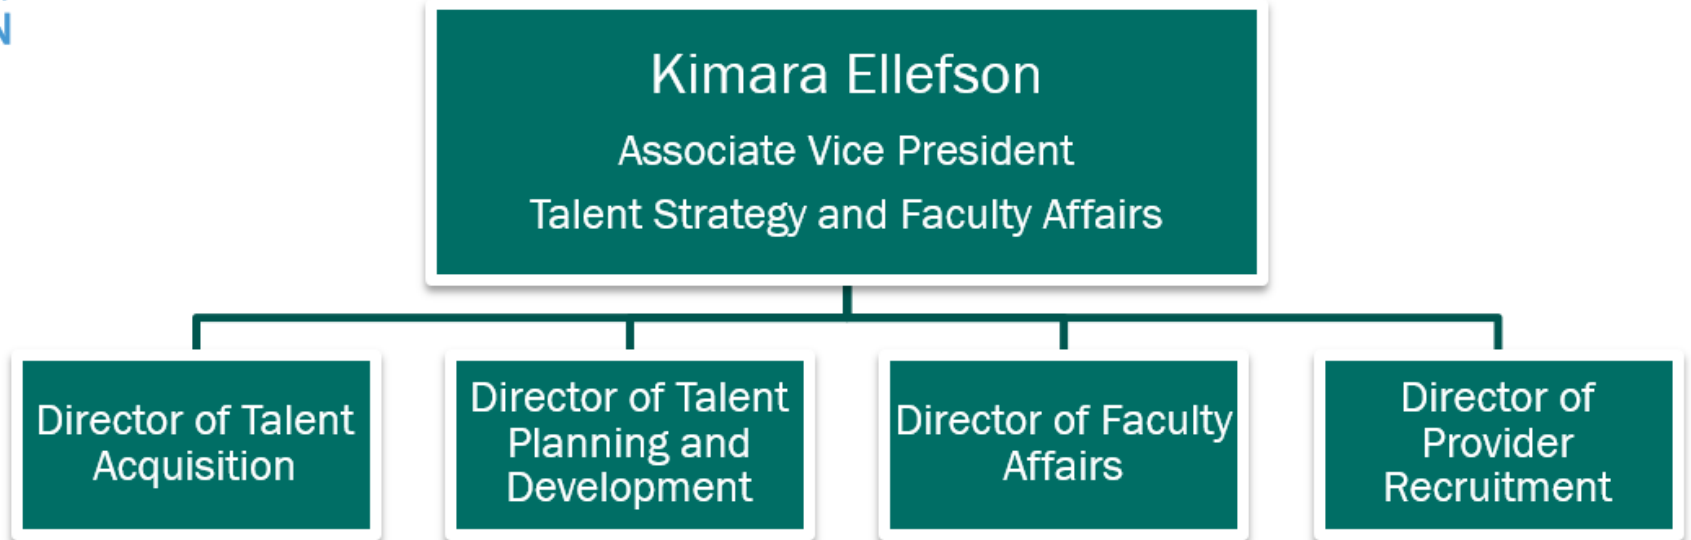 N
Kimara Ellefson
Associate Vice President
Talent Strategy and Faculty Affairs
Director of Talent
Acquisition
Director of Talent
Planning and
Development
Director of Faculty
Affairs
Director of
Provider
Recruitment